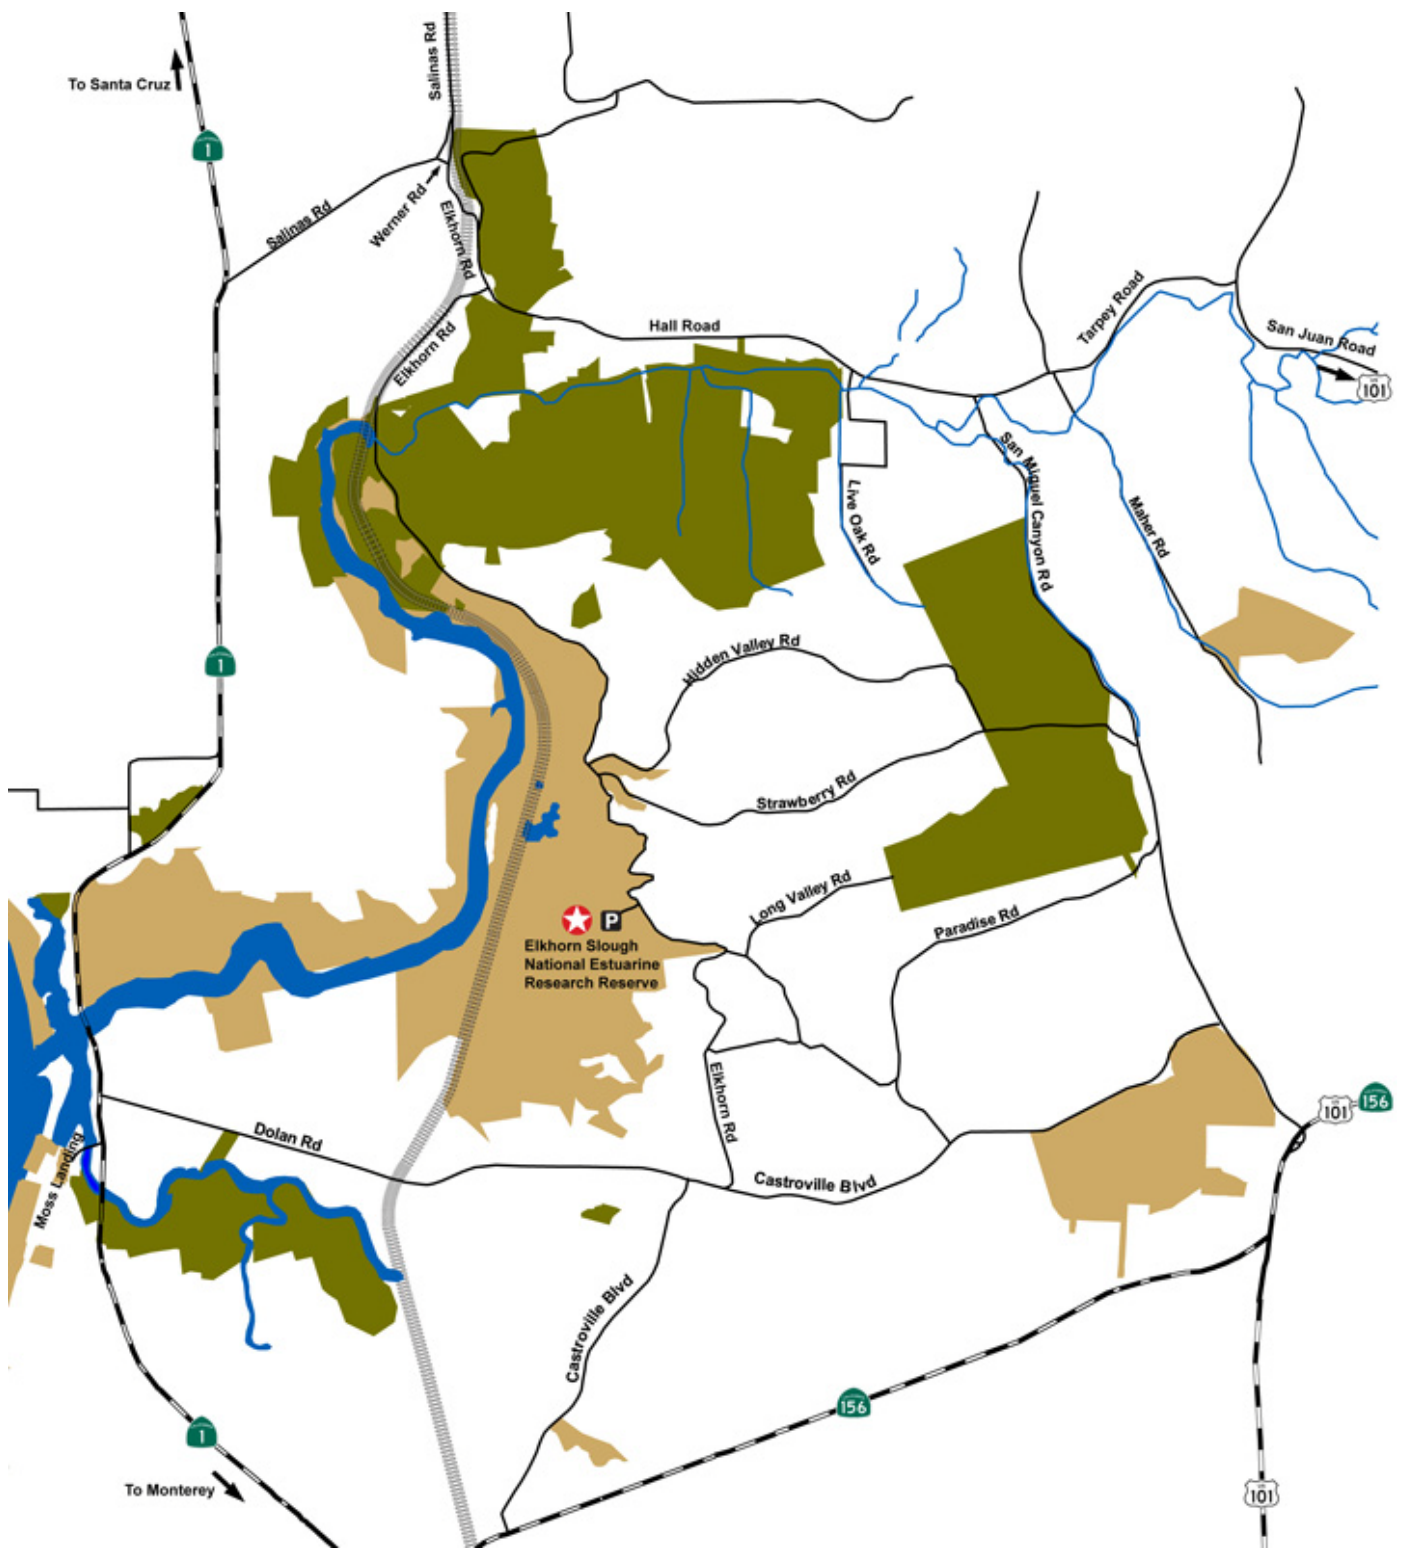 Salinas Rd
To Santa Cruz
1
Werner Rd
Salinas Rd
Elkhorn Rd
Hall Road
Elkhorn Rd
Tarpey Road
San Juan Road
US
101
San Miguel Canyon Rd
Live Oak Rd
Maher Rd
1
Hidden Valley Rd
Strawberry Rd
Long Valley Rd
Paradise Rd
P
Elkhorn Slough
National Estuarine
Research Reserve
Elkhorn Rd
Dolan Rd
Moss Landing
Castroville Blvd
US
101
156
Castroville Blvd
156
1
To Monterey
US
101